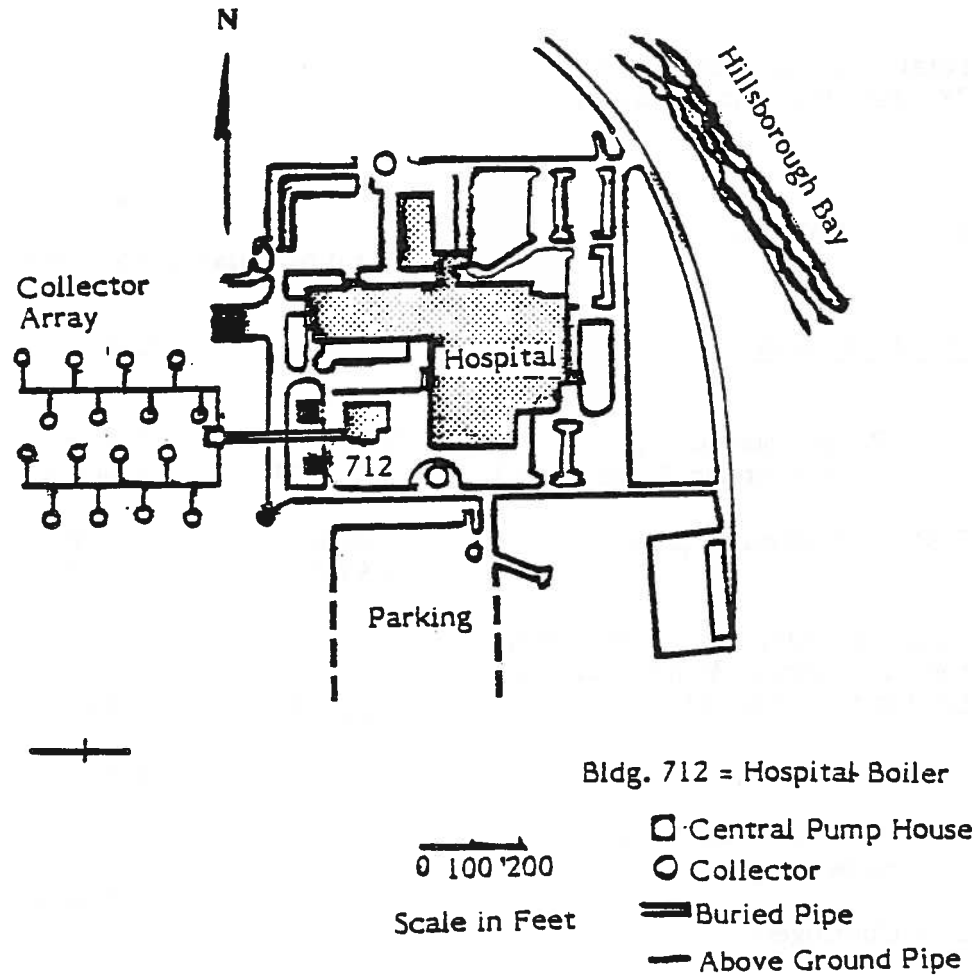 N
Hillsborough Bay
Collector
Array
Hospital
712
Parking
Bldg. 712 = Hospital Boiler
Central Pump House
0 100 200
Collector
Scale in Feet
Buried Pipe
Above Ground Pipe